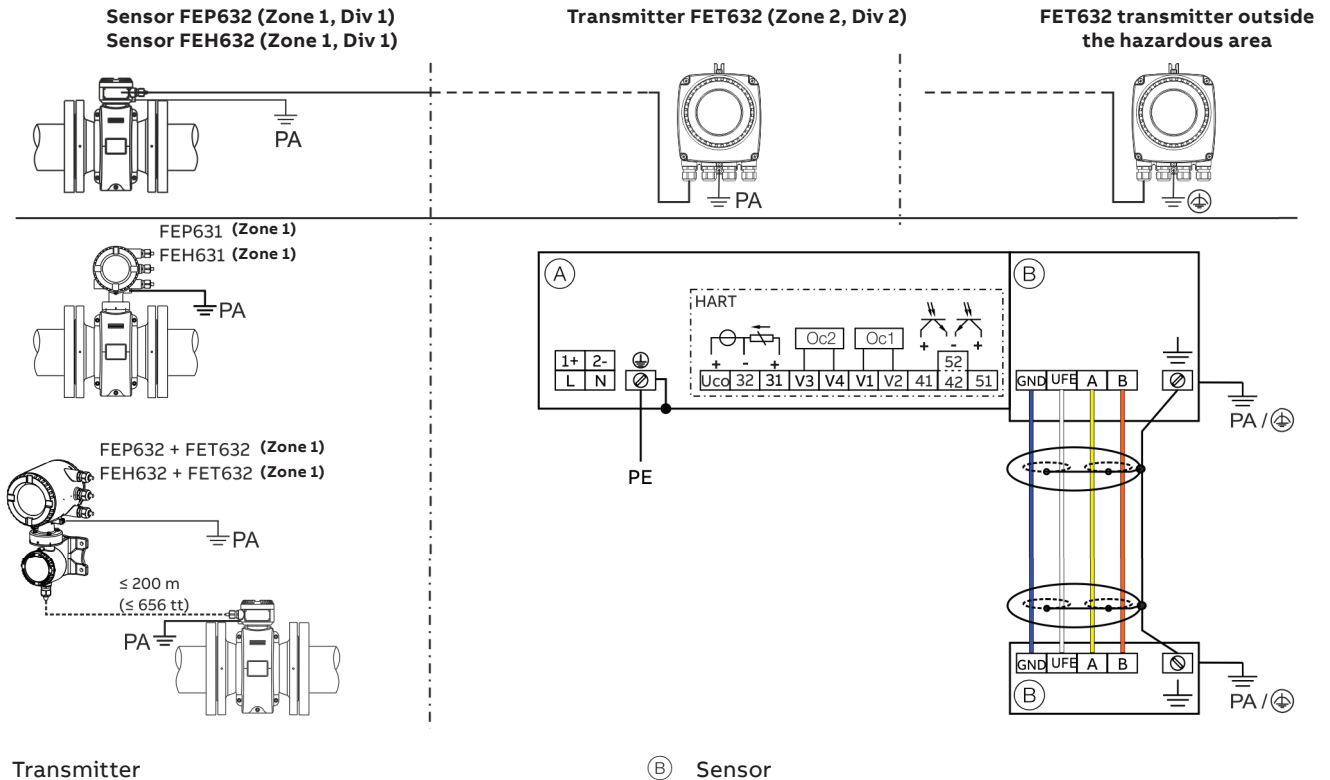 Sensor FEP632 (Zone 1, Div 1)
Sensor FEH632 (Zone 1, Div 1)
Transmitter FET632 (Zone 2, Div 2)
FET632 transmitter outside
the hazardous area
PA
PA
FEP631 (Zone 1)
FEH631 (Zone 1)
PA
FEP632 + FET632 (Zone 1)
FEH632 + FET632 (Zone 1)
PA
≤ 200 m
(≤ 656 tt)
PA
A
HART
Oc2
Oc1
+ - +
+ - +
1+ 2-
L N
52
Uco 32 31 V3 V4 V1 V2 41 42 51
PE
B
GND UFE A B
PA /
GND UFE A B
B
PA /
Transmitter
B Sensor